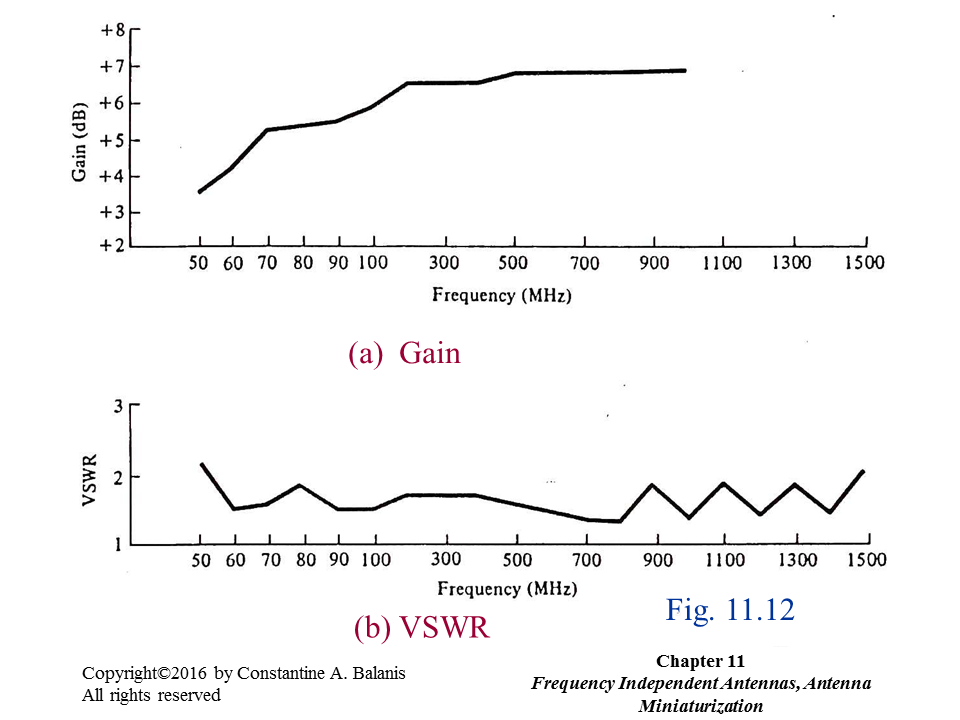 +8
+7
+6
+5
+4
+3
+2
Gain (dB)
50 60 70 80 90 100 300 500 700 900 1100 1300 1500
Frequency (MHz)
(a) Gain
3
2
1
VSWR
50 60 70 80 90 100 300 500 700 900 1100 1300 1500
Frequency (MHz)
(b) VSWR
Fig. 11.12
Copyright©2016 by Constantine A. Balanis
All rights reserved
Chapter 11
Frequency Independent Antennas, Antenna
Miniaturization